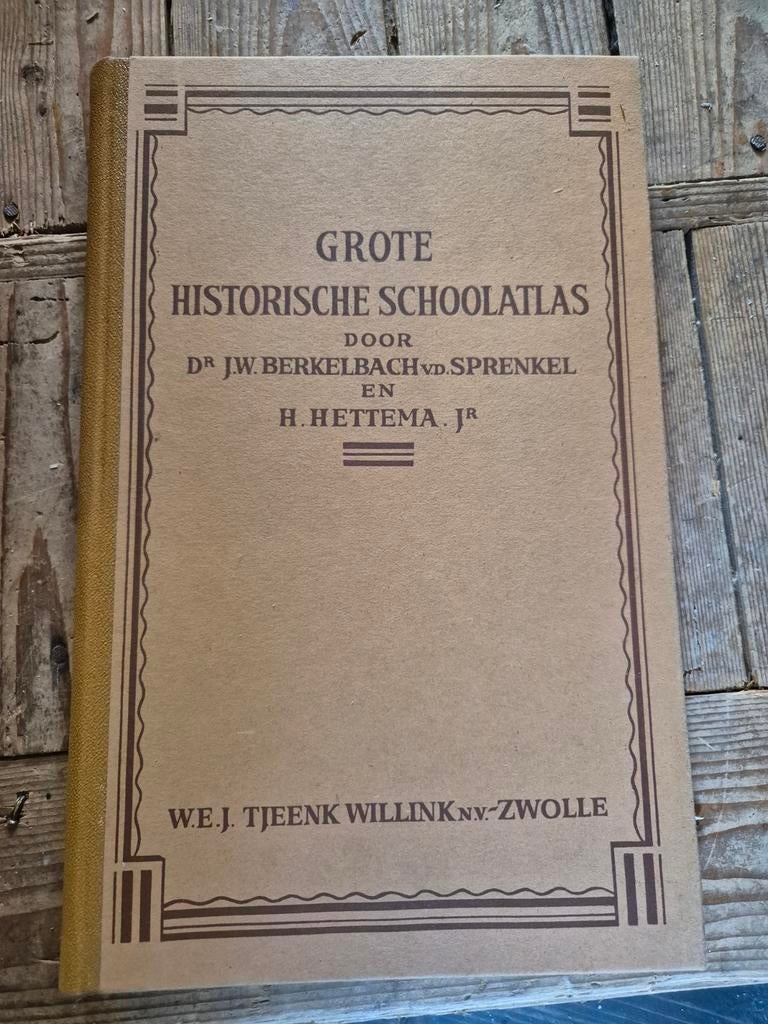 GROTE
HISTORISCHE SCHOOLATLAS
DOOR
DR J.W. BERKELBACH V.D. SPRENKEL
EN
H. HETTEMA. JR
W.E.J. TJEENK WILLINK N.V.-ZWOLLE